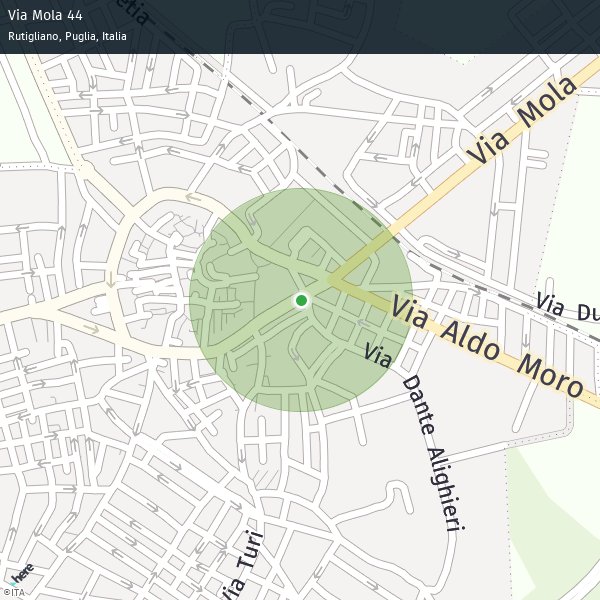 Via Mola 44
Rutigliano, Puglia, Italia
Via Mola
Via Du
Via Aldo Moro
Via Dante Alighieri
Via Turi
here
©ITA